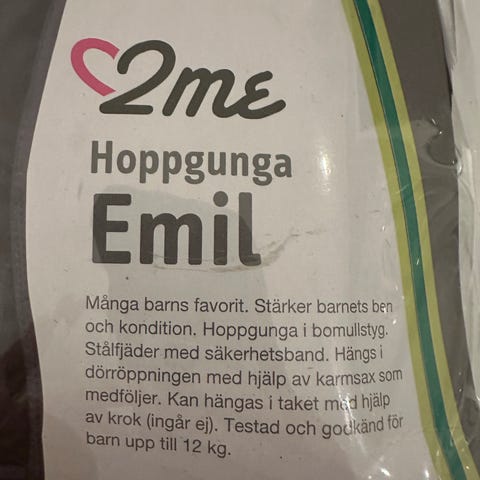 2me
Hoppgunga
Emil
Många barns favorit. Stärker barnets ben
och kondition. Hoppgunga i bomullstyg.
Stålfjäder med säkerhetsband. Hängs i
dörröppningen med hjälp av karmsax som
medföljer. Kan hängas i taket med hjälp
av krok (ingår ej). Testad och godkänd för
barn upp till 12 kg.